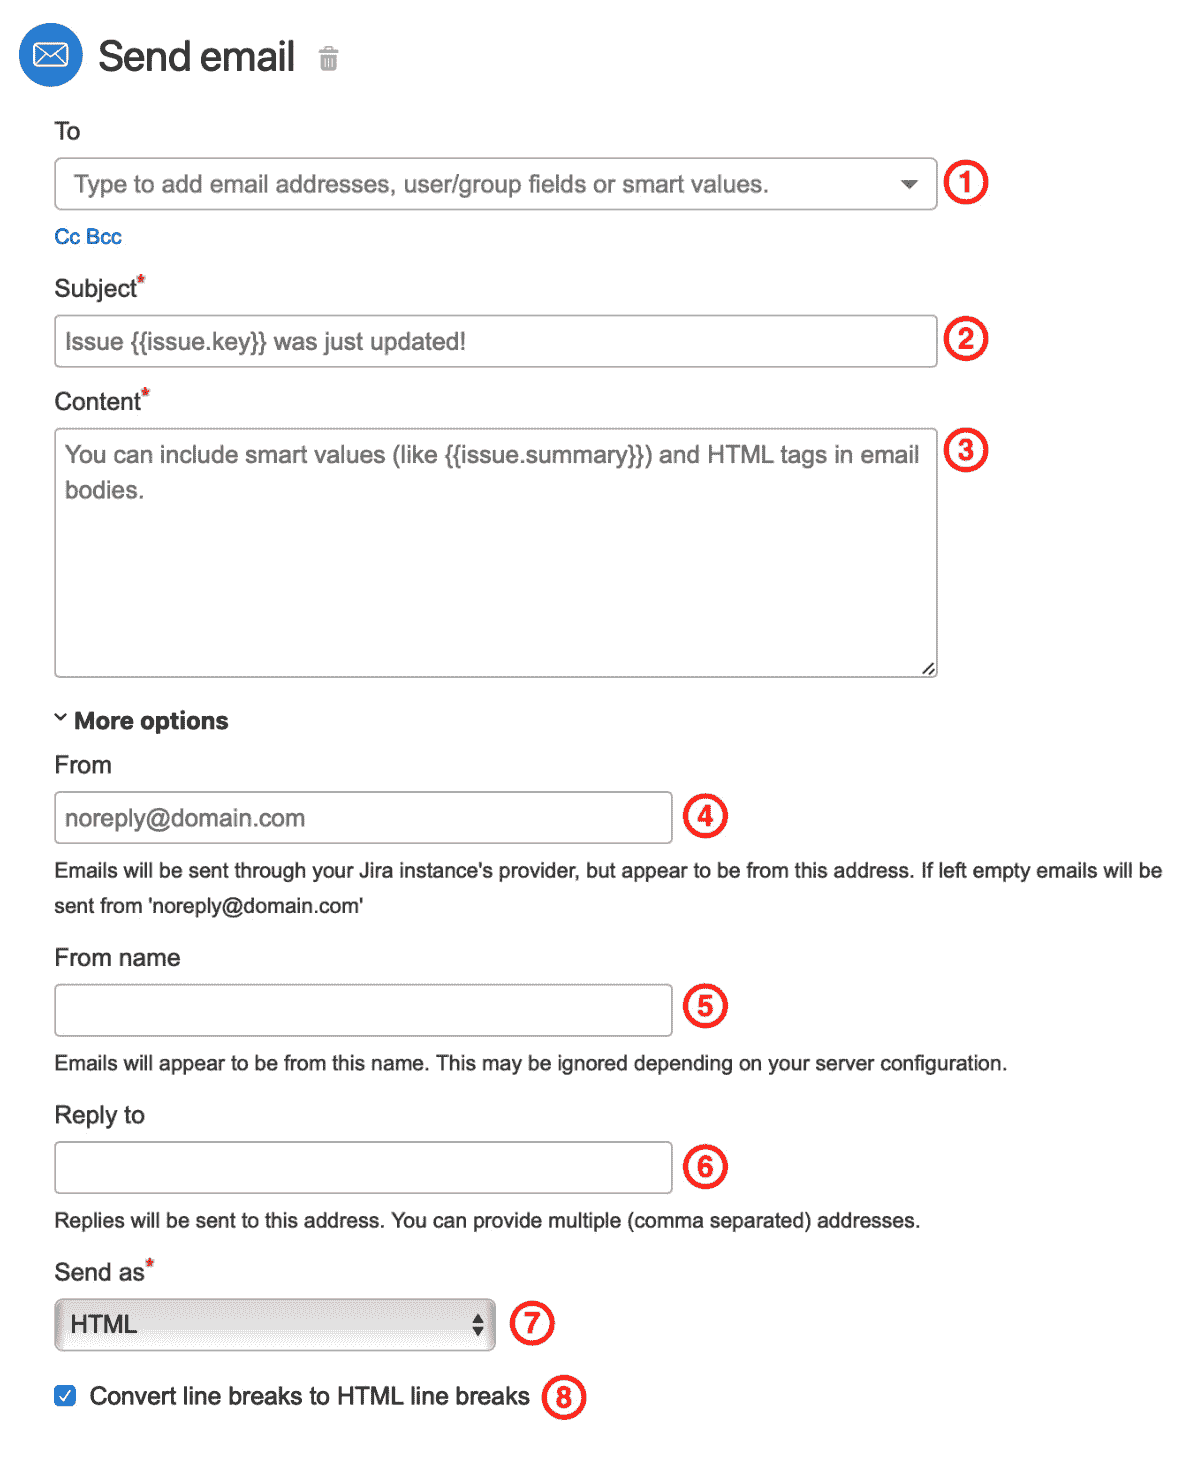 Send email
To
Type to add email addresses, user/group fields or smart values. 1
Cc Bcc
Subject*
Issue {{issue.key}} was just updated! 2
Content*
You can include smart values (like {{issue.summary}}) and HTML tags in email 3
bodies.
More options
From
noreply@domain.com 4
Emails will be sent through your Jira instance's provider, but appear to be from this address. If left empty emails will be
sent from 'noreply@domain.com'
From name
5
Emails will appear to be from this name. This may be ignored depending on your server configuration.
Reply to
6
Replies will be sent to this address. You can provide multiple (comma separated) addresses.
Send as*
HTML 7
Convert line breaks to HTML line breaks 8